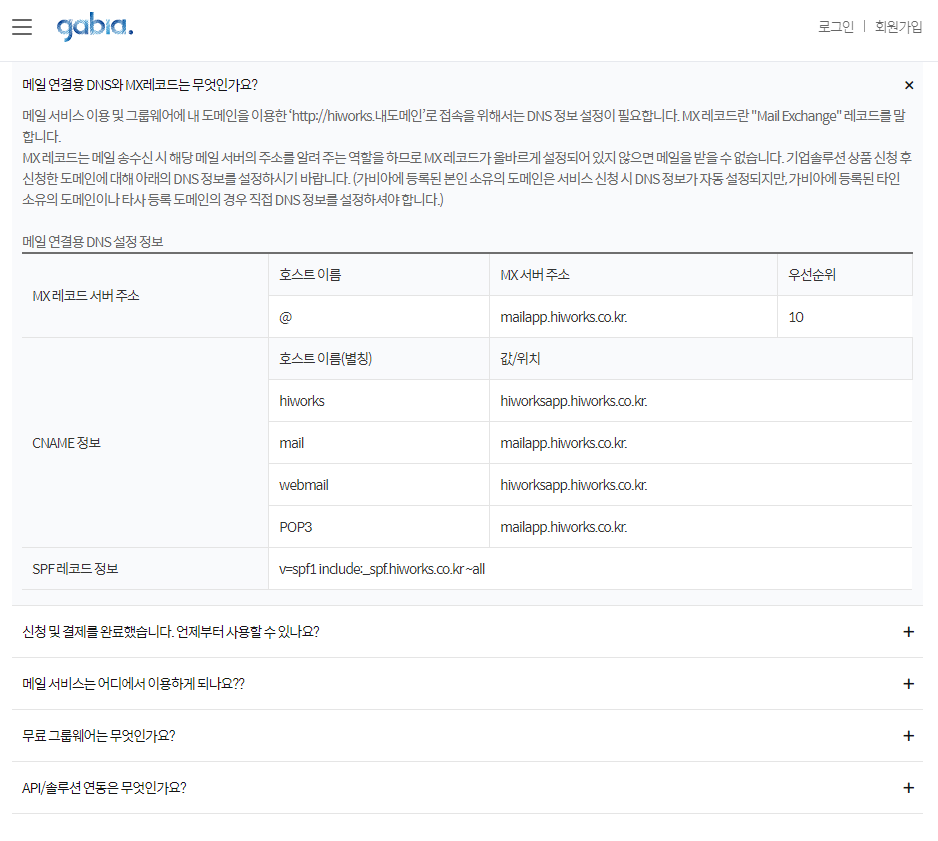 gabia.
로그인 | 회원가입
메일 연결용 DNS와 MX레코드는 무엇인가요?
메일 서비스 이용 및 그룹웨어에 내 도메인을 이용한 ‘http://hiworks.내도메인’로 접속을 위해서는 DNS 정보 설정이 필요합니다. MX 레코드란 "Mail Exchange" 레코드를 말
합니다.
MX 레코드는 메일 송수신 시 해당 메일 서버의 주소를 알려 주는 역할을 하므로 MX 레코드가 올바르게 설정되어 있지 않으면 메일을 받을 수 없습니다. 기업솔루션 상품 신청 후
신청한 도메인에 대해 아래의 DNS 정보를 설정하시기 바랍니다. (가비아에 등록된 본인 소유의 도메인은 서비스 신청 시 DNS 정보가 자동 설정되지만, 가비아에 등록된 타인
소유의 도메인이나 타사 등록 도메인의 경우 직접 DNS 정보를 설정하셔야 합니다.)
메일 연결용 DNS 설정 정보
MX 레코드 서버 주소
호스트 이름 MX 서버 주소 우선순위
@ mailapp.hiworks.co.kr. 10
CNAME 정보
호스트 이름(별칭) 값/위치
hiworks hiworksapp.hiworks.co.kr.
mail mailapp.hiworks.co.kr.
webmail hiworksapp.hiworks.co.kr.
POP3 mailapp.hiworks.co.kr.
SPF 레코드 정보 v=spf1 include:_spf.hiworks.co.kr ~all
신청 및 결제를 완료했습니다. 언제부터 사용할 수 있나요?
메일 서비스는 어디에서 이용하게 되나요??
무료 그룹웨어는 무엇인가요?
API/솔루션 연동은 무엇인가요?